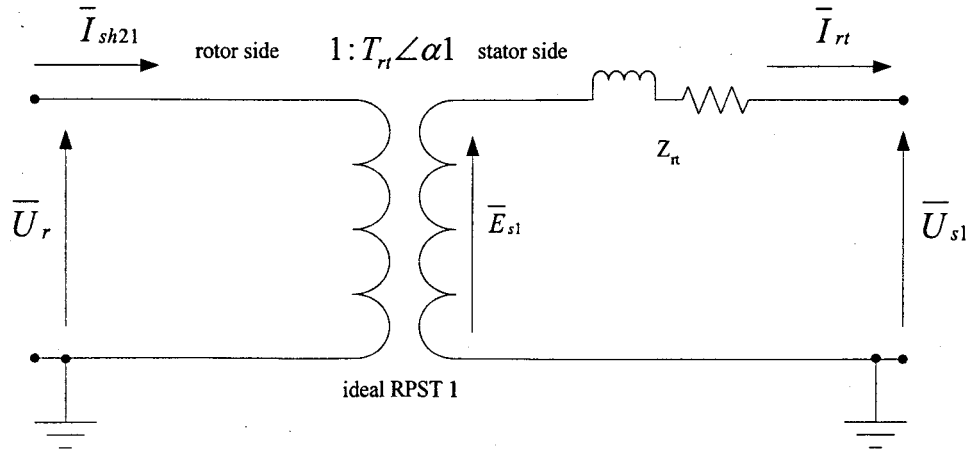 I̅sh21
rotor side
1:Trt∠α1
stator side
I̅rt
Zrt
U̅r
E̅s1
U̅s1
ideal RPST 1